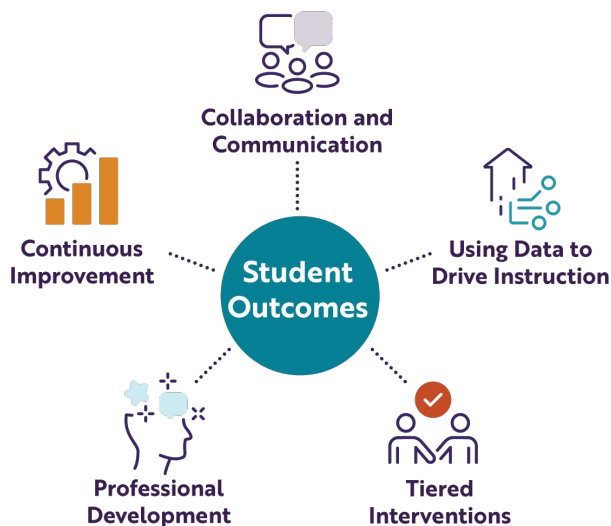 Collaboration and
Communication
Continuous
Improvement
Using Data to
Drive Instruction
Student
Outcomes
Professional
Development
Tiered
Interventions